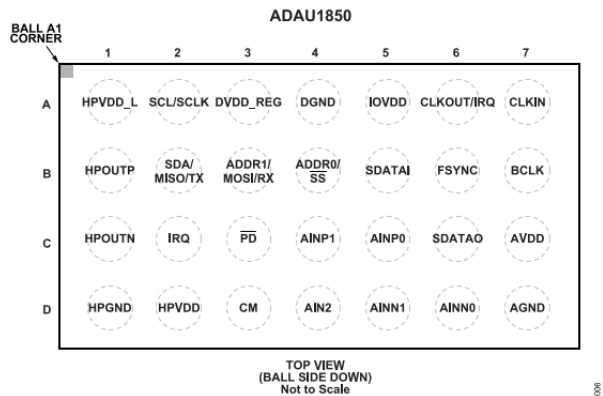 ADAU1850
BALL A1
CORNER
1 2 3 4 5 6 7
A HPVDD_L SCL/SCLK DVDD_REG DGND IOVDD CLKOUT/IRQ CLKIN
B HPOUTP SDA/
MISO/TX ADDR1/
MOSI/RX ADDR0/
SS SDATAI FSYNC BCLK
C HPOUTN IRQ PD AINP1 AINP0 SDATAO AVDD
D HPGND HPVDD CM AIN2 AINN1 AINN0 AGND
TOP VIEW
(BALL SIDE DOWN)
Not to Scale
006